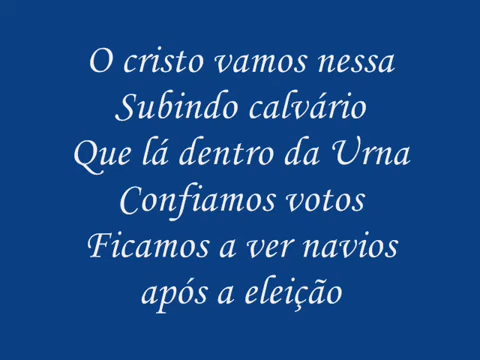 O cristo vamos nessa
Subindo calvário
Que lá dentro da Urna
Confiamos votos
Ficamos a ver navios
após a eleição